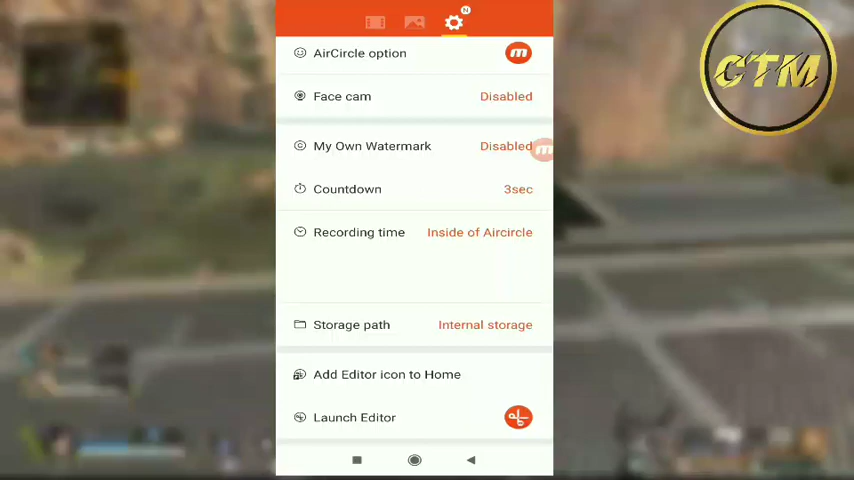 N
CTM
AirCircle option
m
Face cam
Disabled
My Own Watermark
Disabled
m
Countdown
3sec
Recording time
Inside of Aircircle
Storage path
Internal storage
Add Editor icon to Home
Launch Editor